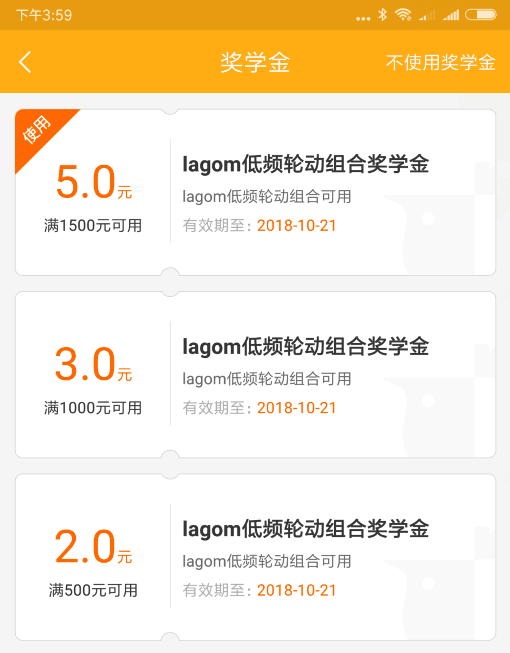 下午3:59
奖学金
不使用奖学金
使用
5.0元
满1500元可用
lagom低频轮动组合奖学金
lagom低频轮动组合可用
有效期至：2018-10-21
3.0元
满1000元可用
lagom低频轮动组合奖学金
lagom低频轮动组合可用
有效期至：2018-10-21
2.0元
满500元可用
lagom低频轮动组合奖学金
lagom低频轮动组合可用
有效期至：2018-10-21